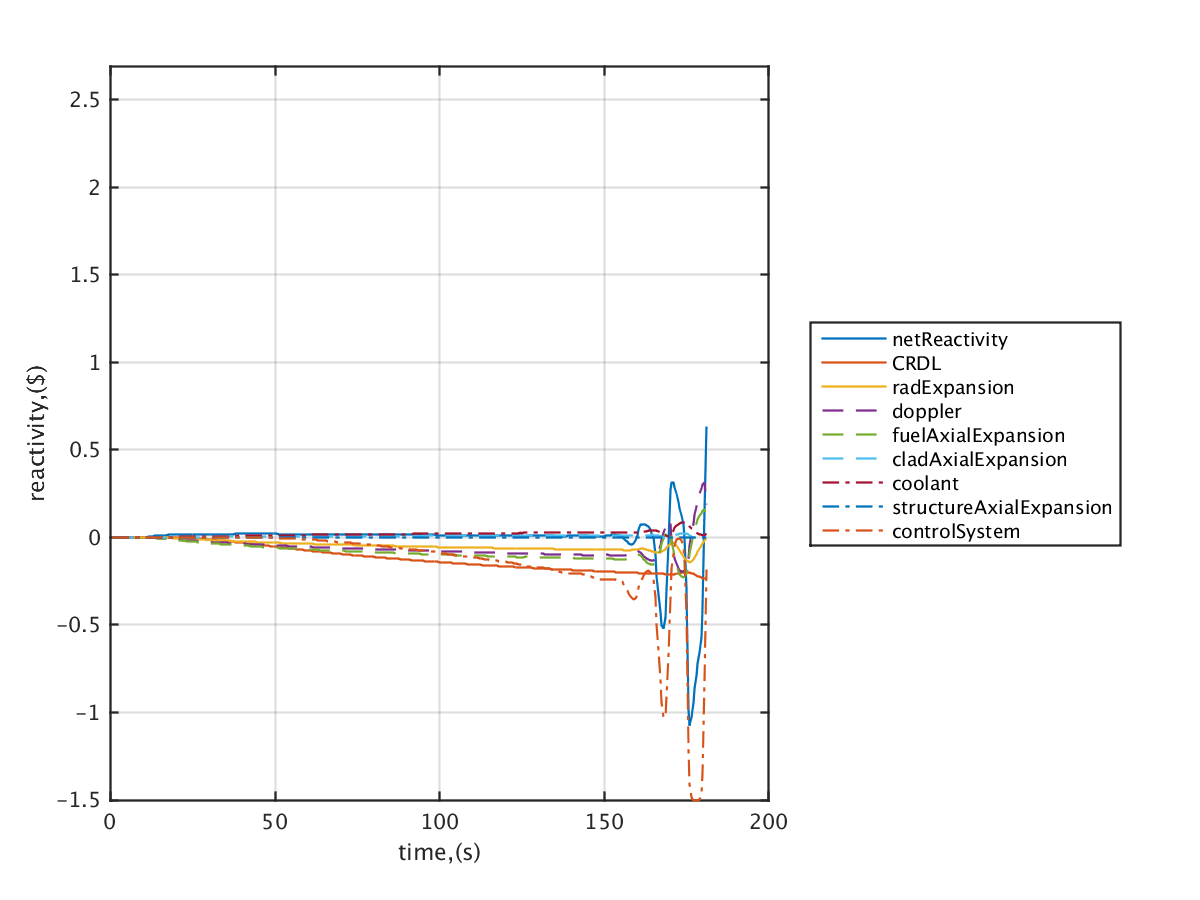 2.5
2
1.5
1
0.5
0
−0.5
−1
−1.5
0
50
100
150
200
time,(s)
reactivity,($)
netReactivity
CRDL
radExpansion
doppler
fuelAxialExpansion
cladAxialExpansion
coolant
structureAxialExpansion
controlSystem